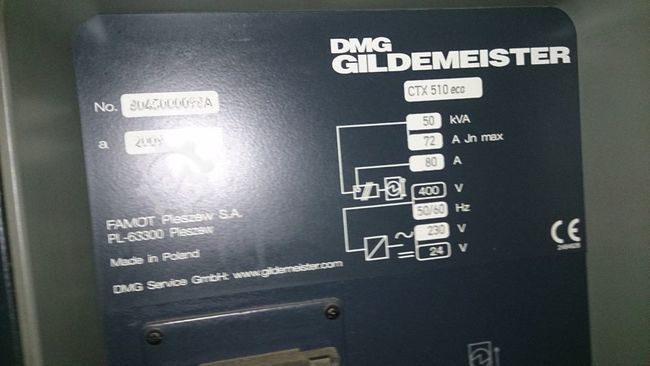 DMG
GILDEMEISTER
CTX 510 eco
No.
a
50 kVA
72 A Jn max
80 A
400 V
50/60 Hz
~ 230 V
= 24 V
FAMOT Pleszew S.A.
PL-63300 Pleszew
Made in Poland
DMG Service GmbH: www.gildemeister.com
CE